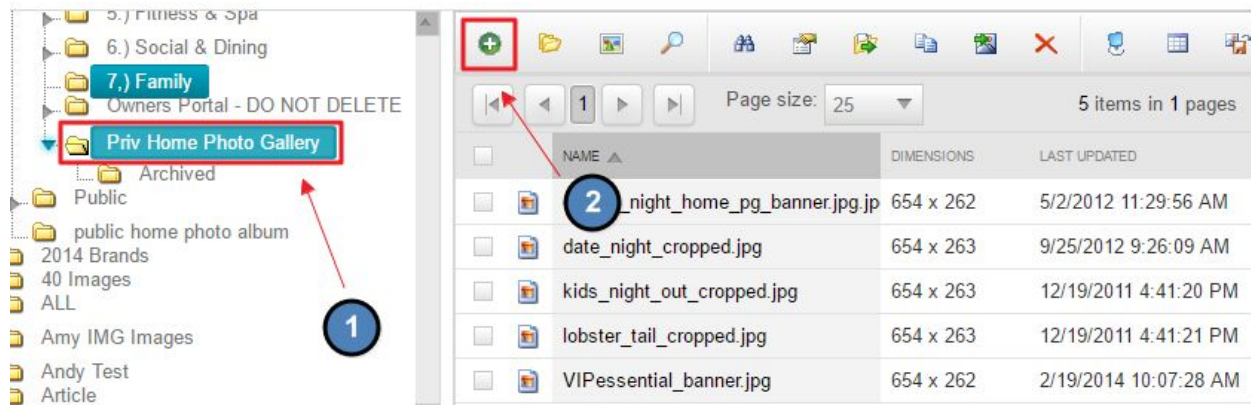 5.) Fitness & Spa
6.) Social & Dining
7,) Family
Owners Portal - DO NOT DELETE
Priv Home Photo Gallery
Archived
Public
public home photo album
2014 Brands
40 Images
ALL
Amy IMG Images
Andy Test
Article
1
1
Page size: 25
5 items in 1 pages
NAME DIMENSIONS LAST UPDATED
2 _night_home_pg_banner.jpg.jp 654 x 262 5/2/2012 11:29:56 AM
date_night_cropped.jpg 654 x 263 9/25/2012 9:26:09 AM
kids_night_out_cropped.jpg 654 x 263 12/19/2011 4:41:20 PM
lobster_tail_cropped.jpg 654 x 263 12/19/2011 4:41:21 PM
VIPessential_banner.jpg 654 x 262 2/19/2014 10:07:28 AM